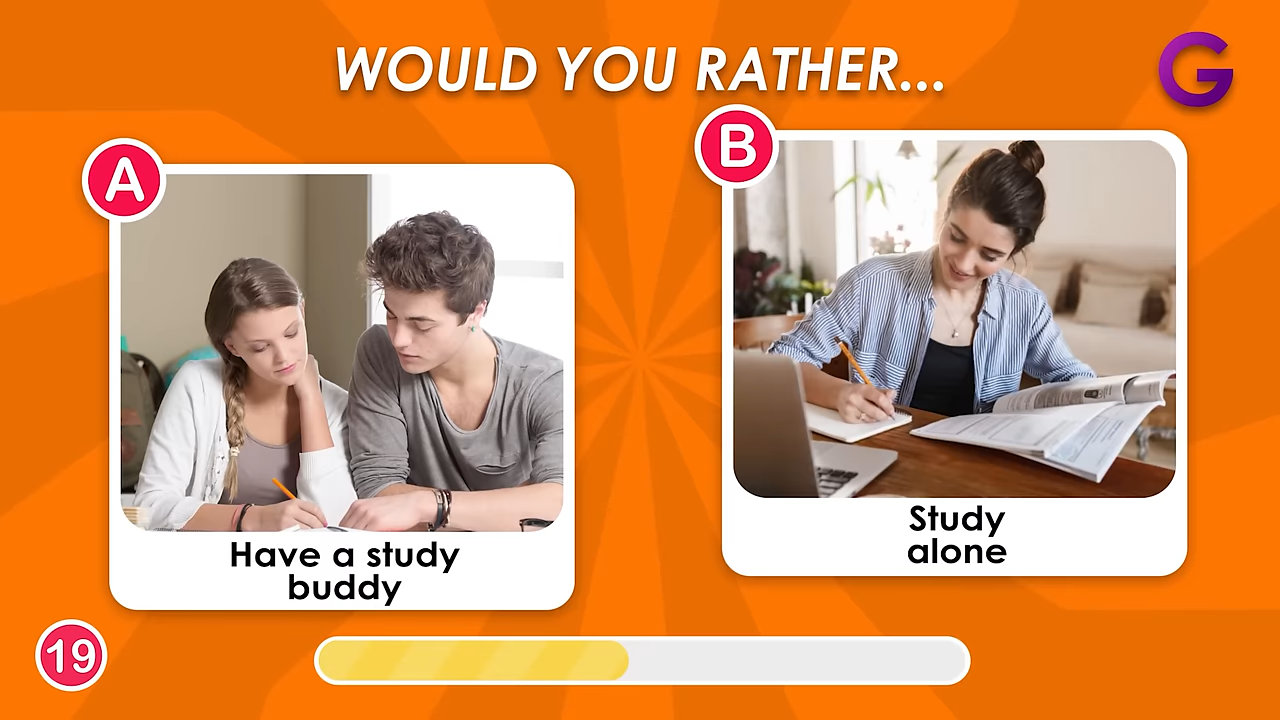 WOULD YOU RATHER...
G
A
Have a study
buddy
B
Study
alone
19